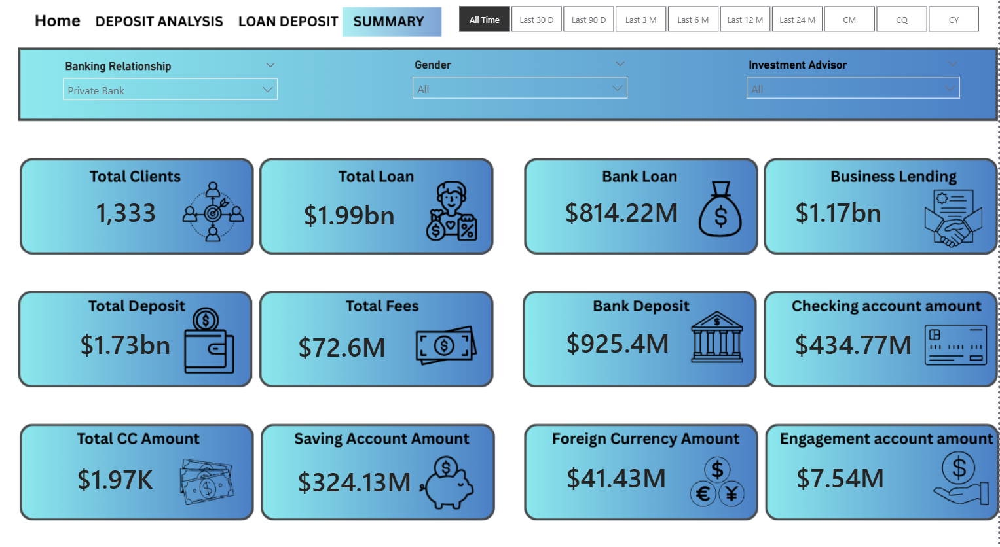 Home DEPOSIT ANALYSIS LOAN DEPOSIT SUMMARY All Time Last 30 D Last 90 D Last 3 M Last 6 M Last 12 M Last 24 M CM CQ CY
Banking Relationship Gender Investment Advisor
Private Bank All All
Total Clients Total Loan Bank Loan Business Lending
1,333 $1.99bn $814.22M $1.17bn
Total Deposit Total Fees Bank Deposit Checking account amount
$1.73bn $72.6M $925.4M $434.77M
Total CC Amount Saving Account Amount Foreign Currency Amount Engagement account amount
$1.97K $324.13M $41.43M $7.54M